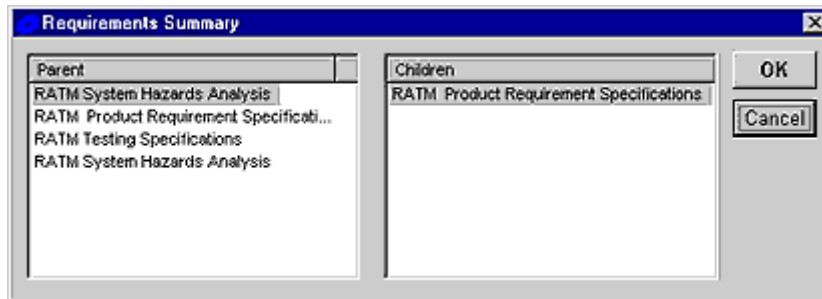 Requirements Summary
Parent
RATM System Hazards Analysis
RATM Product Requirement Specificati...
RATM Testing Specifications
RATM System Hazards Analysis
Children
RATM Product Requirement Specifications
OK
Cancel